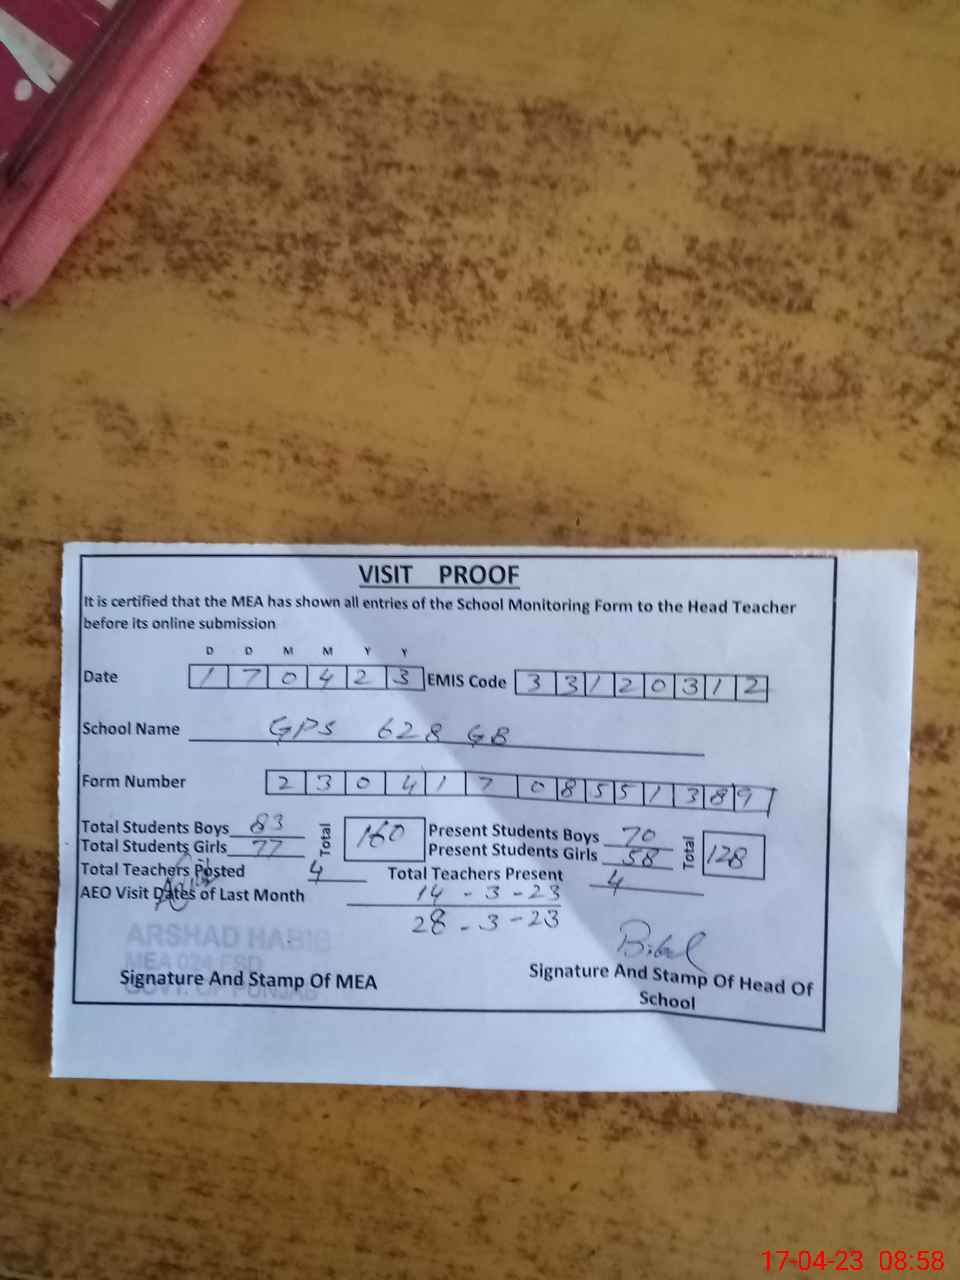 VISIT PROOF
It is certified that the MEA has shown all entries of the School Monitoring Form to the Head Teacher
before its online submission
D D M M Y Y
Date 1 7 0 4 2 3 EMIS Code 3 3 1 2 0 3 1 2
School Name GPS 628 GB
Form Number 2 3 0 4 1 7 0 8 5 5 1 3 8 9
Total Students Boys 83 Total 160 Present Students Boys 70 Total 128
Total Students Girls 77 Present Students Girls 58
Total Teachers Posted 4 Total Teachers Present 4
AEO Visit Dates of Last Month 14 - 3 - 23
28 - 3 - 23
ARSHAD HABIB
MEA 024 FSD
GOVT. OF PUNJAB
Signature And Stamp Of MEA
Signature And Stamp Of Head Of
School
17-04-23 08:58